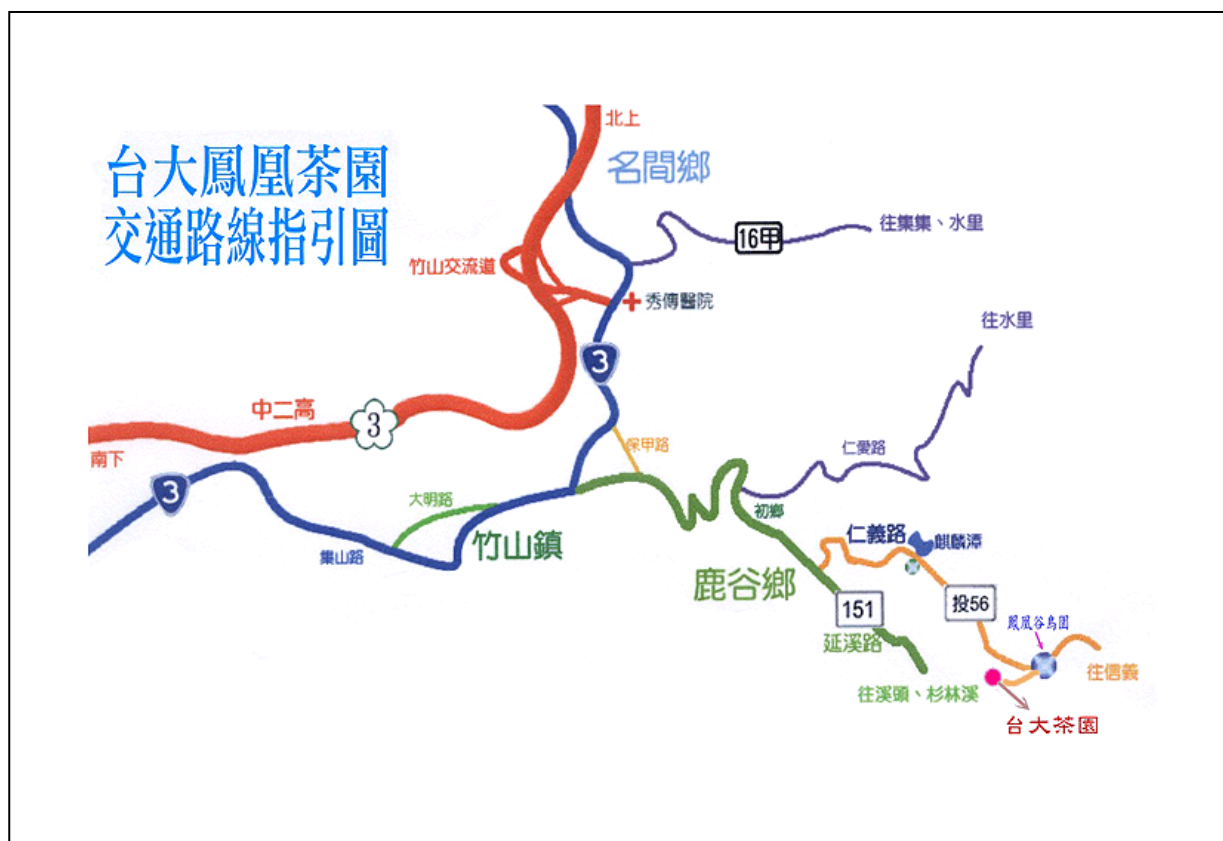 台大鳳凰茶園
交通路線指引圖
北上
名間鄉
16甲
往集集、水里
竹山交流道
秀傳醫院
往水里
3
中二高
3
南下
保甲路
仁愛路
3
大明路
初鄉
竹山鎮
集山路
仁義路
麒麟潭
鹿谷鄉
151
投56
鳳凰谷鳥園
延溪路
往信義
往溪頭、杉林溪
台大茶園